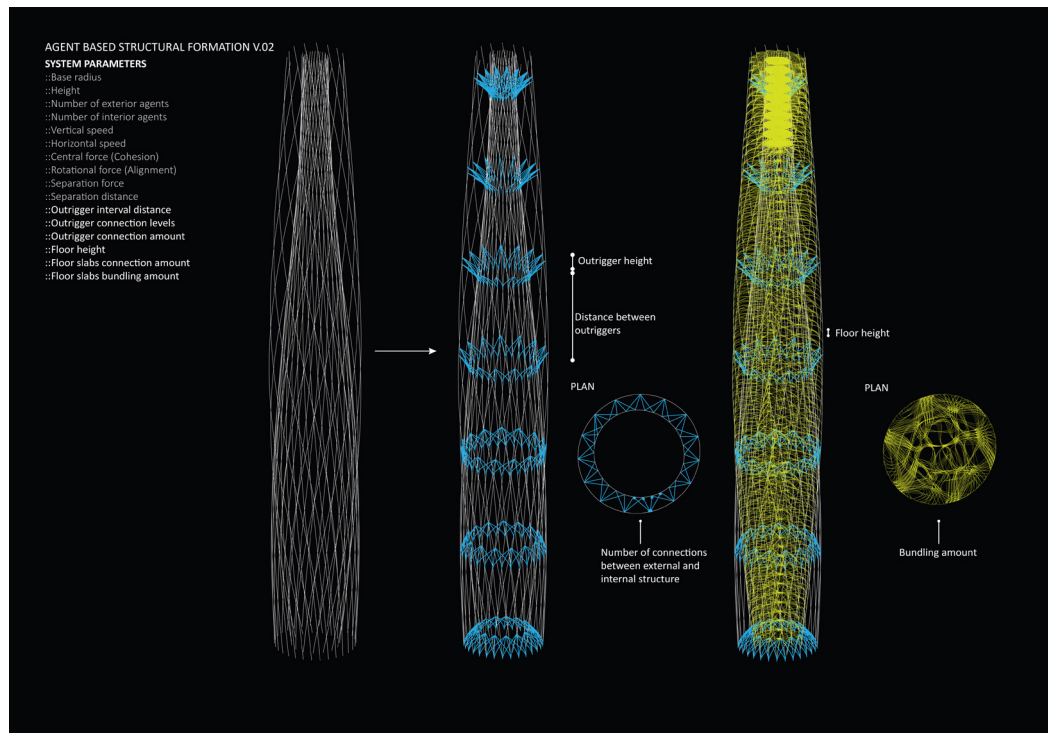 AGENT BASED STRUCTURAL FORMATION V.02
SYSTEM PARAMETERS
::Base radius
::Height
::Number of exterior agents
::Number of interior agents
::Vertical speed
::Horizontal speed
::Central force (Cohesion)
::Rotational force (Alignment)
::Separation force
::Separation distance
::Outrigger interval distance
::Outrigger connection levels
::Outrigger connection amount
::Floor height
::Floor slabs connection amount
::Floor slabs bundling amount
Outrigger height
Distance between
outriggers
PLAN
Number of connections
between external and
internal structure
Floor height
PLAN
Bundling amount